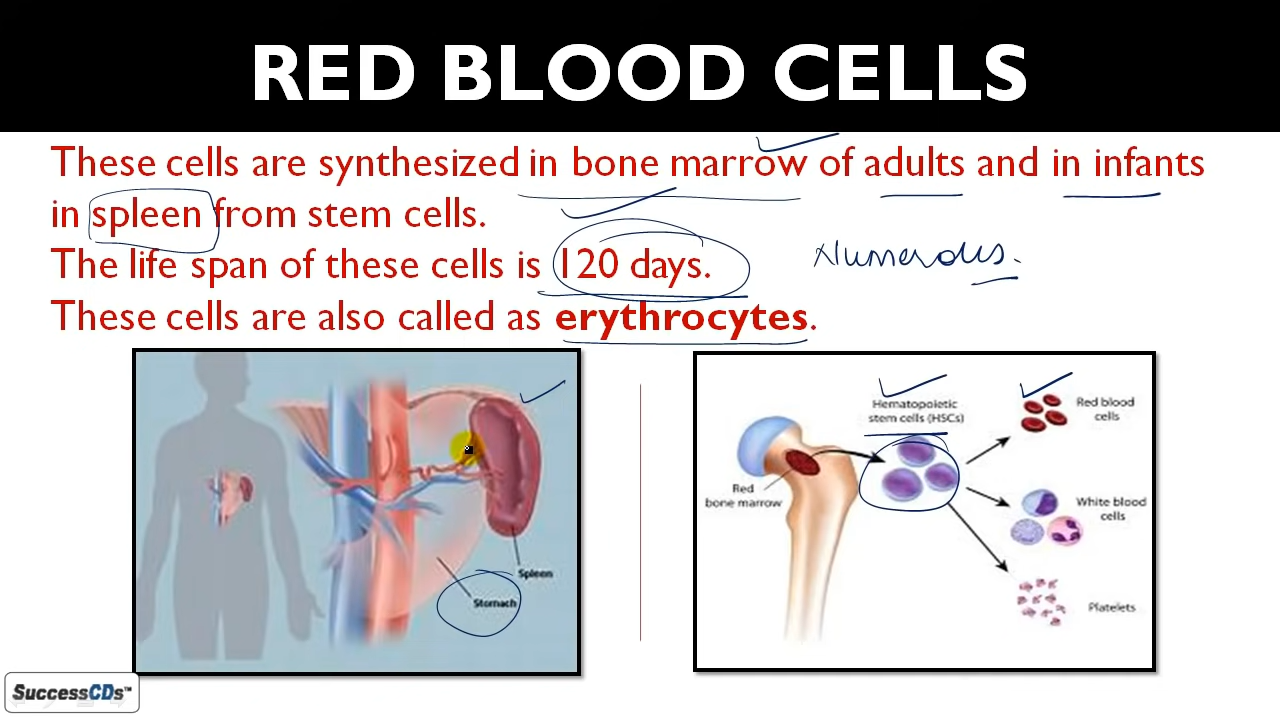 RED BLOOD CELLS
These cells are synthesized in bone marrow of adults and in infants
in spleen from stem cells.
The life span of these cells is 120 days.
Numerous.
These cells are also called as erythrocytes.
Spleen
Stomach
Hematopoietic
stem cells (HSCs)
Red blood
cells
Red
bone marrow
White blood
cells
Platelets
SuccessCDs™